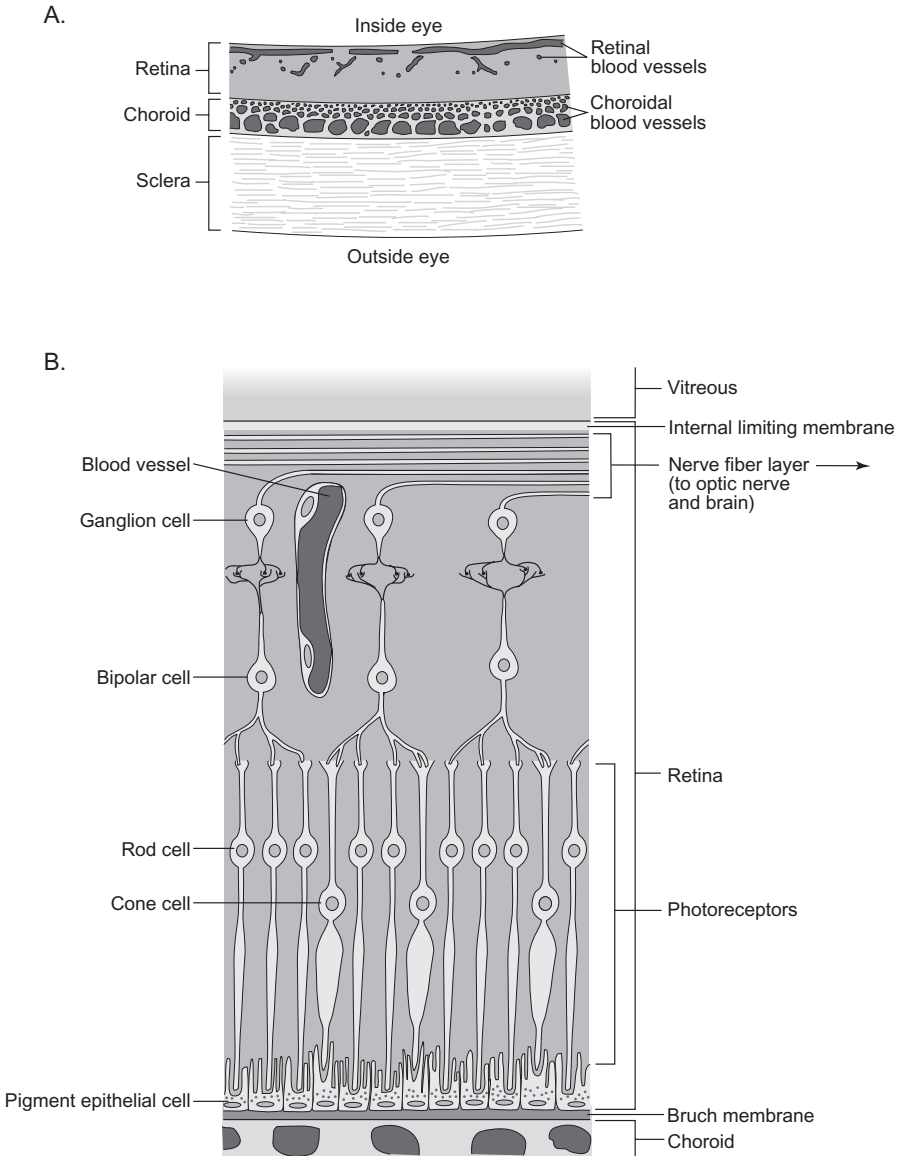 A.
Inside eye
Retina
Retinal
blood vessels
Choroid
Choroidal
blood vessels
Sclera
Outside eye
B.
Vitreous
Internal limiting membrane
Blood vessel
Nerve fiber layer
(to optic nerve
and brain)
Ganglion cell
Bipolar cell
Retina
Rod cell
Cone cell
Photoreceptors
Pigment epithelial cell
Bruch membrane
Choroid